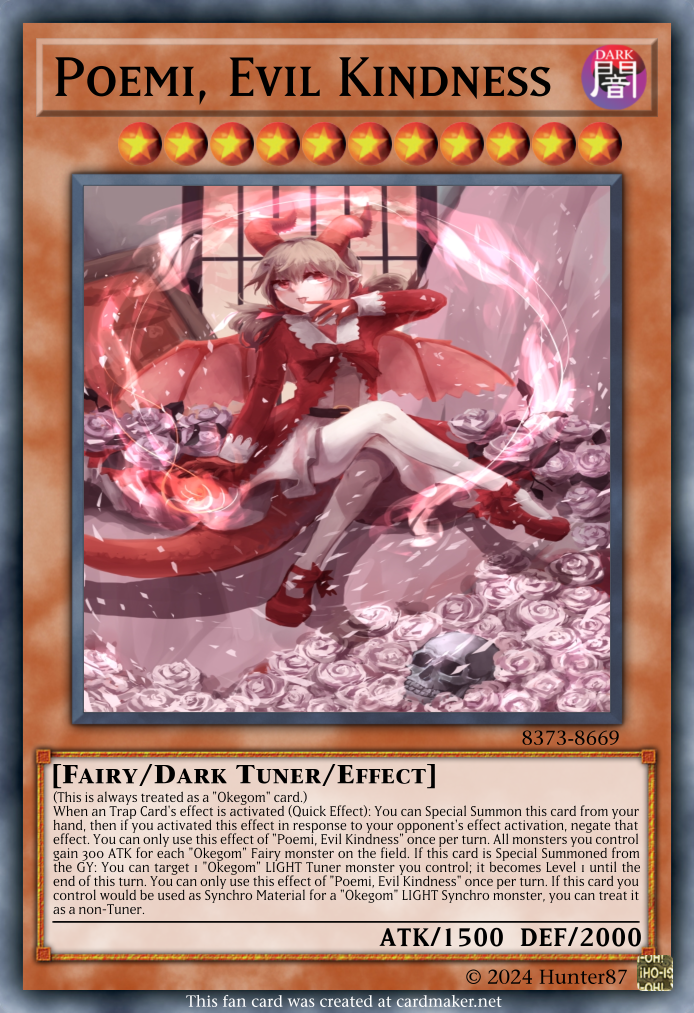 Poemi, Evil Kindness
DARK
闇
8373-8669
[Fairy/Dark Tuner/Effect]
(This is always treated as a "Okegom" card.)
When an Trap Card's effect is activated (Quick Effect): You can Special Summon this card from your
hand, then if you activated this effect in response to your opponent's effect activation, negate that
effect. You can only use this effect of "Poemi, Evil Kindness" once per turn. All monsters you control
gain 300 ATK for each "Okegom" Fairy monster on the field. If this card is Special Summoned from
the GY: You can target 1 "Okegom" LIGHT Tuner monster you control; it becomes Level 1 until the
end of this turn. You can only use this effect of "Poemi, Evil Kindness" once per turn. If this card you
control would be used as Synchro Material for a "Okegom" LIGHT Synchro monster, you can treat it
as a non-Tuner.
ATK/1500 DEF/2000
© 2024 Hunter87
This fan card was created at cardmaker.net